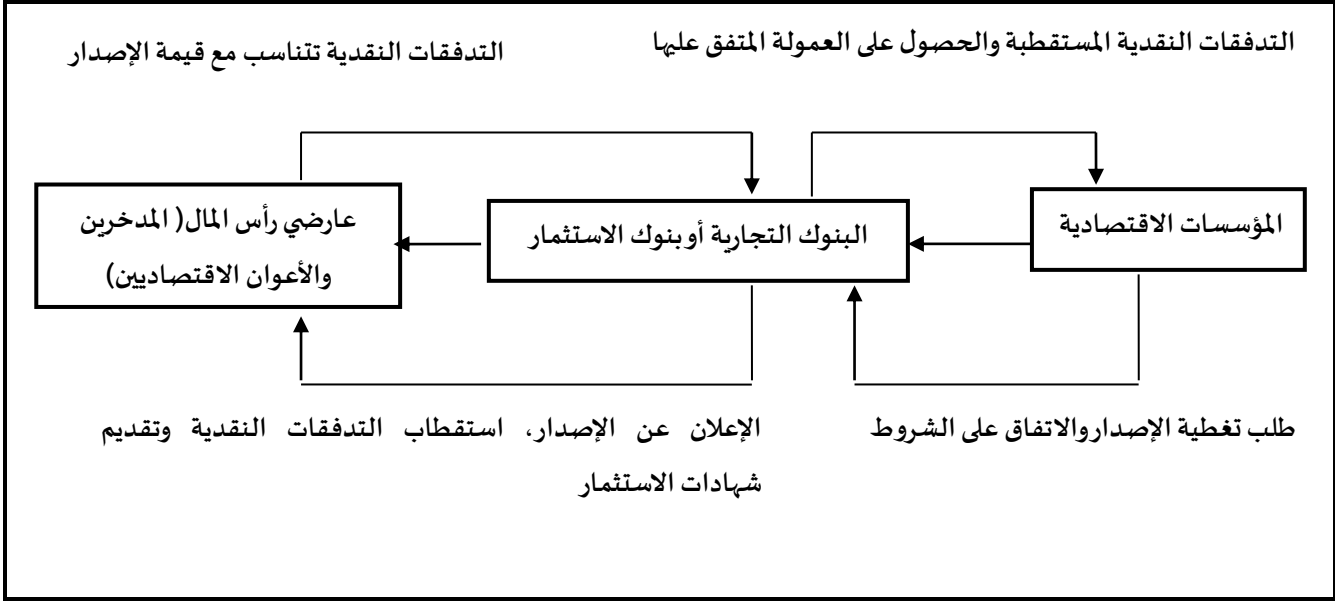 التدفقات النقدية المستقطبة والحصول على العمولة المتفق عليها
التدفقات النقدية تتناسب مع قيمة الإصدار
المؤسسات الاقتصادية
البنوك التجارية أو بنوك الاستثمار
عارضي رأس المال( المدخرين
والأعوان الاقتصاديين)
طلب تغطية الإصدار والاتفاق على الشروط
الإعلان عن الإصدار، استقطاب التدفقات النقدية وتقديم
شهادات الاستثمار